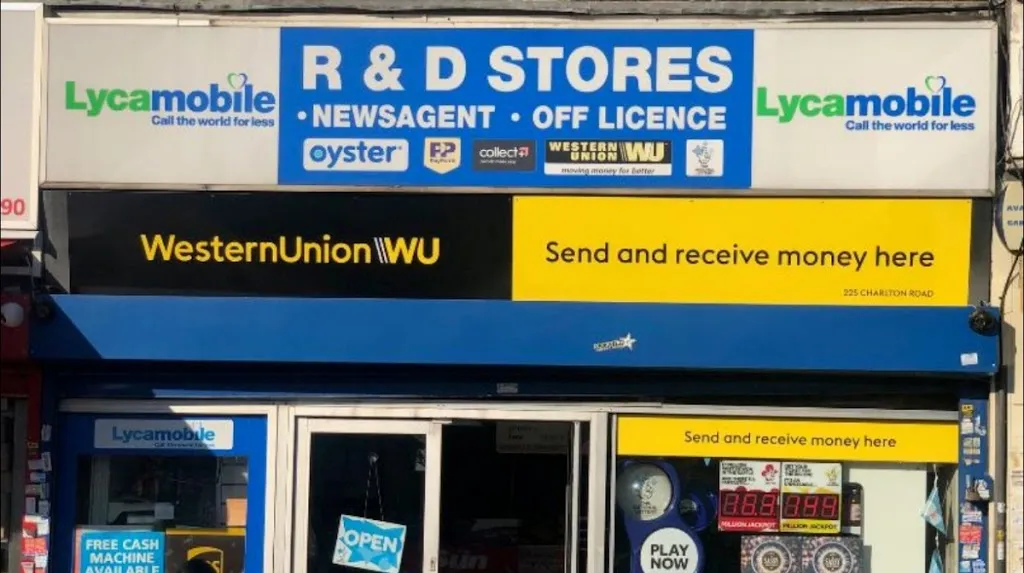 Lycamobile
Call the world for less
R & D STORES
• NEWSAGENT • OFF LICENCE
oyster
PayPoint
collect+
WESTERN UNION WU
moving money for better
Lycamobile
Call the world for less
90
WesternUnion WU
Send and receive money here
225 CHARLTON ROAD
Lycamobile
Send and receive money here
OPEN
FREE CASH
MACHINE
AVAILABLE
PLAY
NOW
MILLION JACKPOT
MILLION JACKPOT